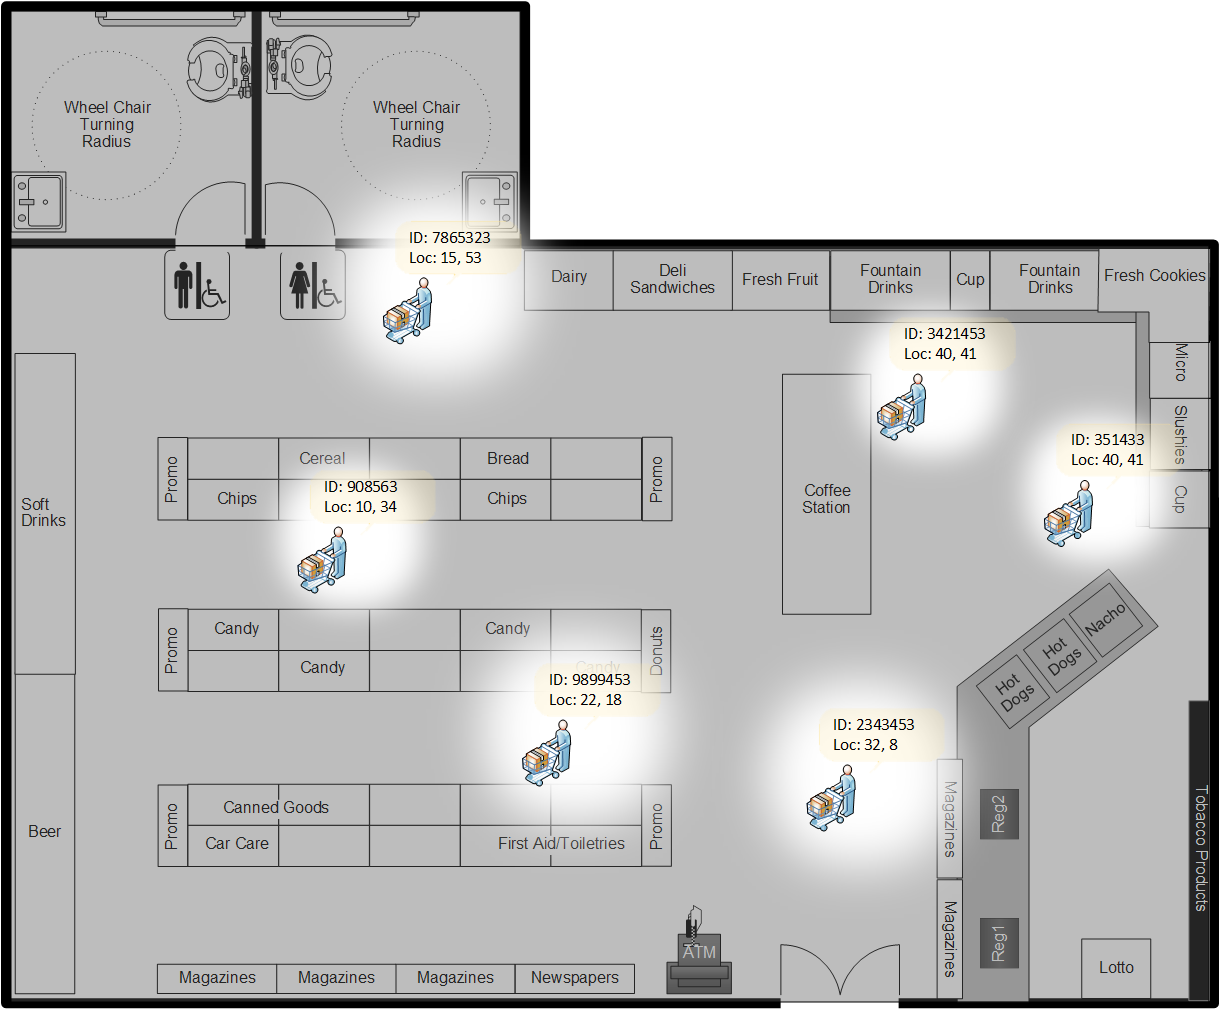 Wheel Chair
Turning
Radius
Wheel Chair
Turning
Radius
ID: 7865323
Loc: 15, 53
Dairy
Deli
Sandwiches
Fresh Fruit
Fountain
Drinks
Cup
Fountain
Drinks
Fresh Cookies
ID: 3421453
Loc: 40, 41
Micro
Slushies
Cup
ID: 351433
Loc: 40, 41
Promo
Cereal
Bread
Promo
Chips
Chips
ID: 908563
Loc: 10, 34
Soft
Drinks
Coffee
Station
Promo
Candy
Candy
Donuts
Candy
Candy
ID: 9899453
Loc: 22, 18
Nacho
Hot
Dogs
Hot
Dogs
ID: 2343453
Loc: 32, 8
Promo
Canned Goods
Promo
Car Care
First Aid/Toiletries
Beer
Magazines
Reg2
Tobacco Products
Magazines
Reg1
ATM
Lotto
Magazines
Magazines
Magazines
Newspapers